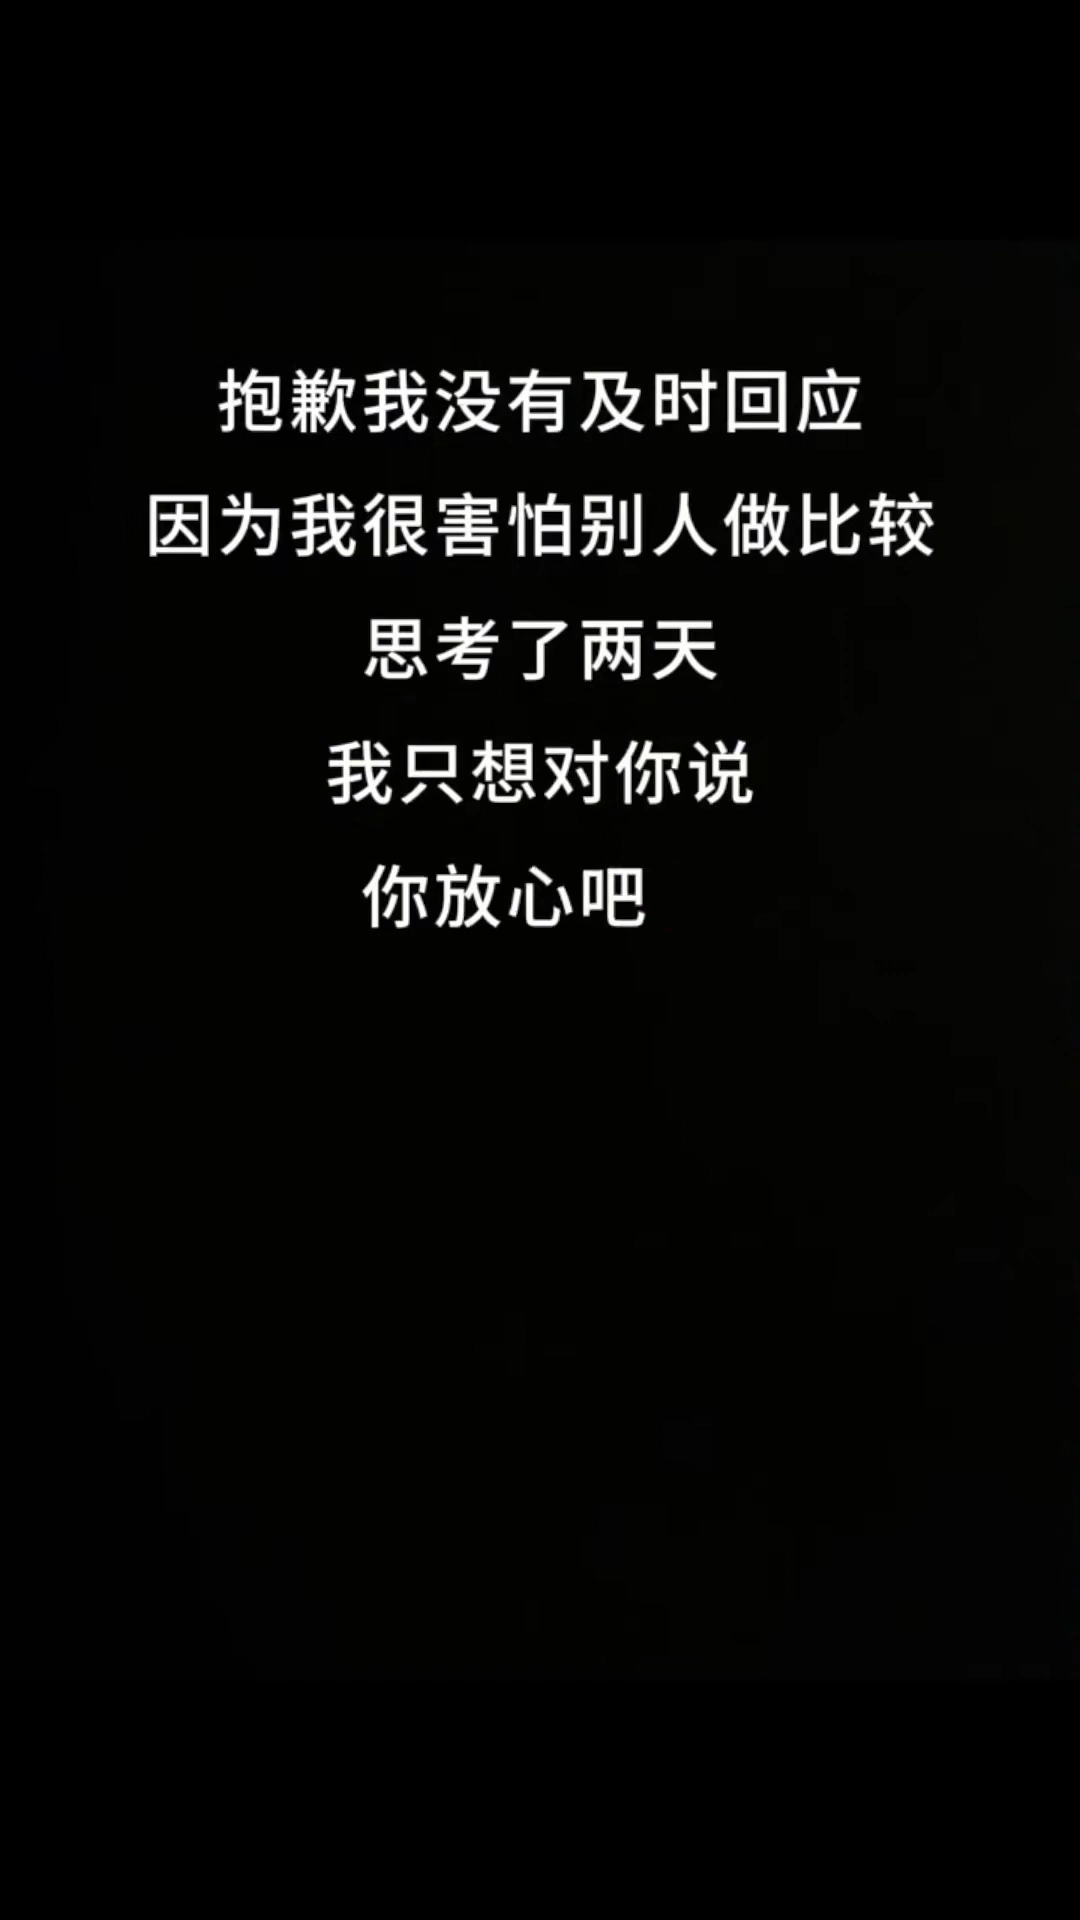 抱歉我没有及时回应
因为我很害怕别人做比较
思考了两天
我只想对你说
你放心吧